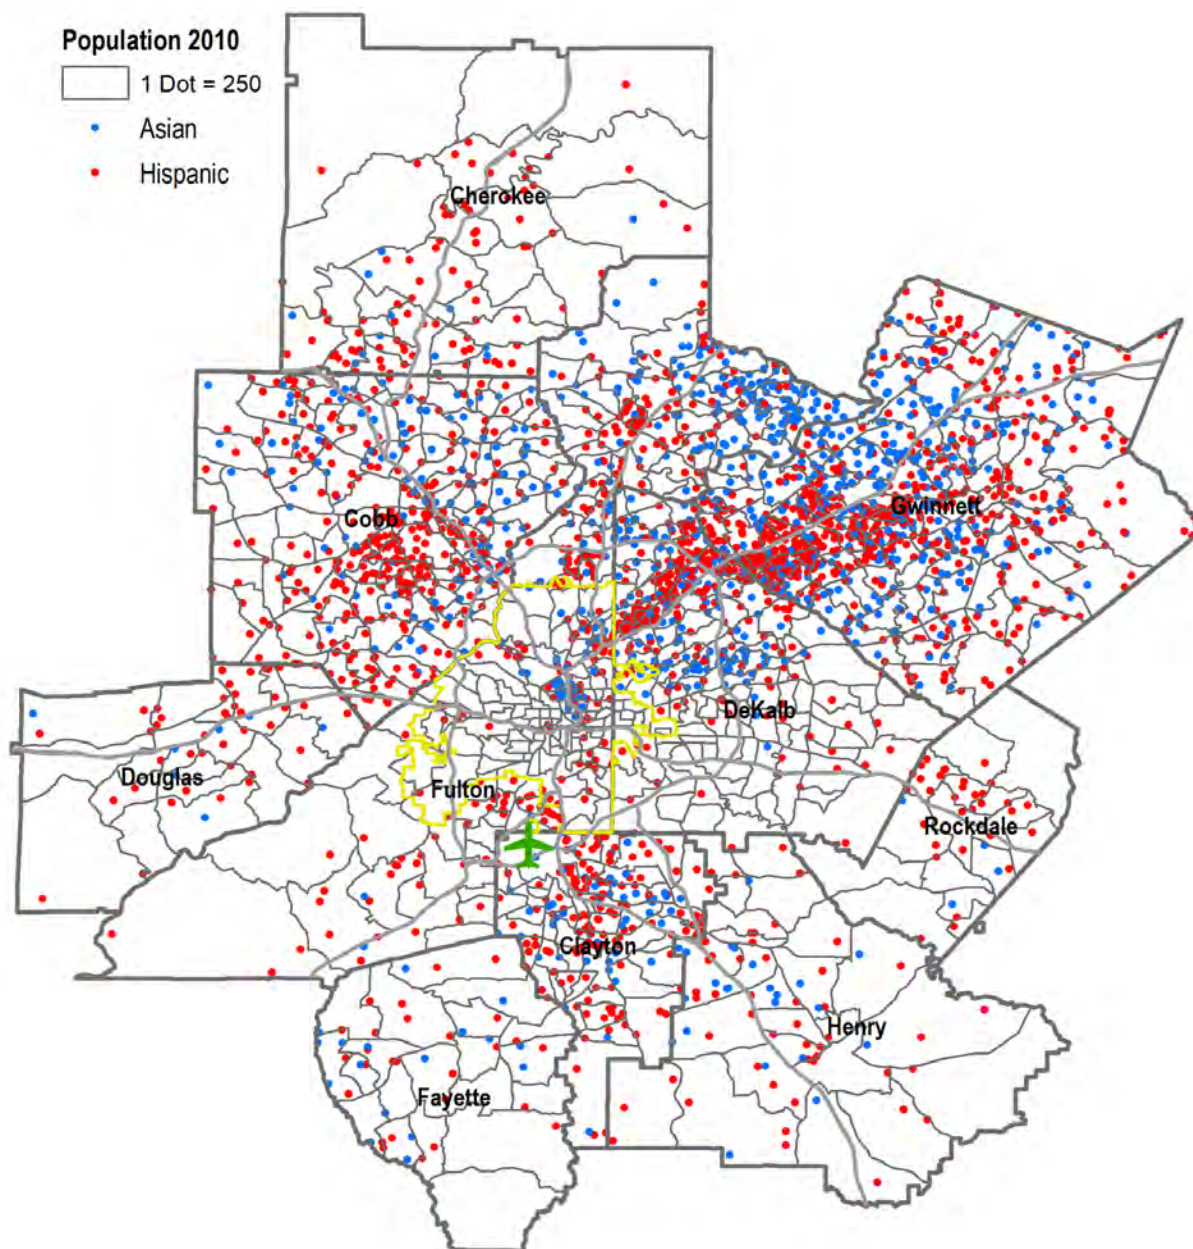 Population 2010
1 Dot = 250
Asian
Hispanic
Cherokee
Gwinnett
Cobb
DeKalb
Douglas
Fulton
Rockdale
Clayton
Henry
Fayette